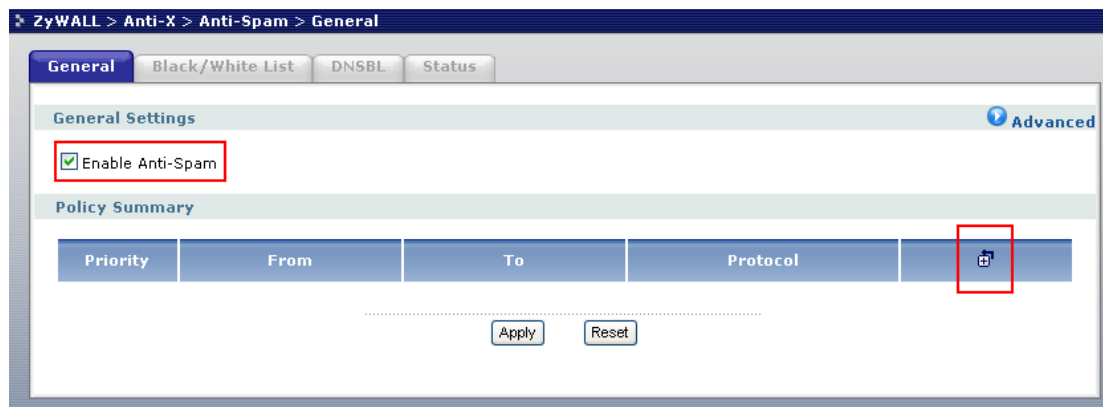 ZyWALL > Anti-X > Anti-Spam > General
General Black/White List DNSBL Status
General Settings Advanced
Enable Anti-Spam
Policy Summary
Priority From To Protocol
Apply Reset